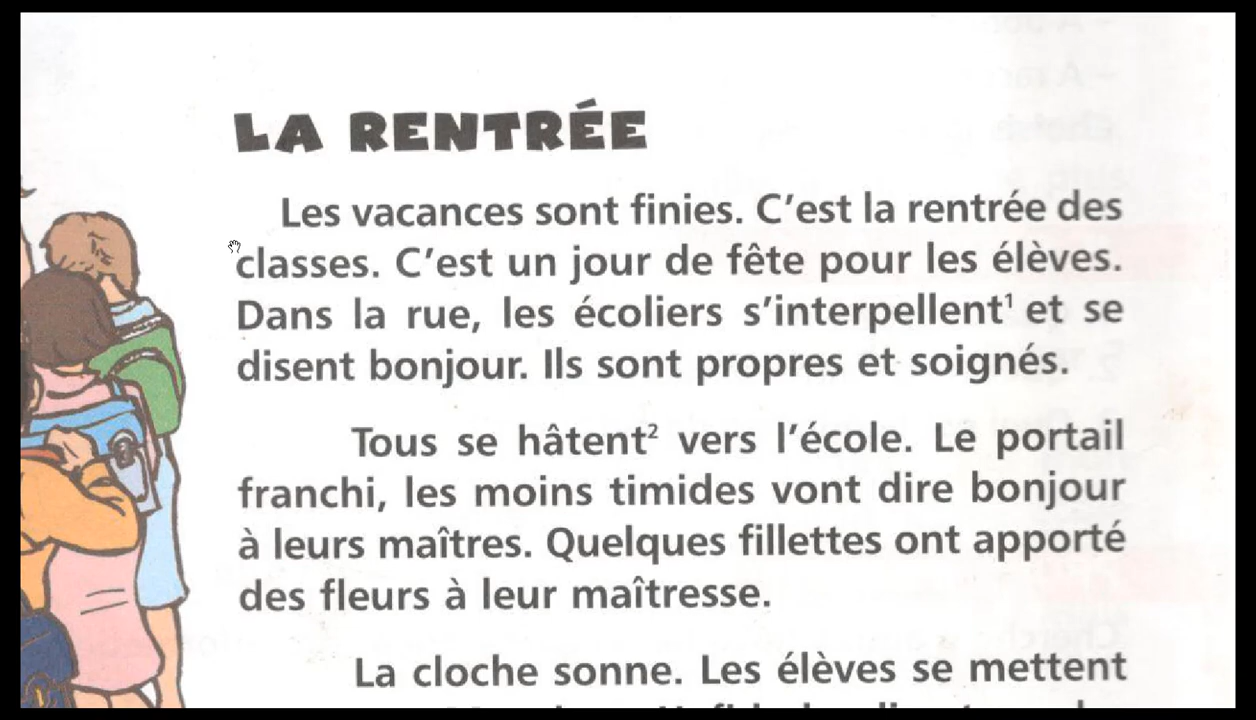 LA RENTRÉE
Les vacances sont finies. C'est la rentrée des
classes. C'est un jour de fête pour les élèves.
Dans la rue, les écoliers s'interpellent¹ et se
disent bonjour. Ils sont propres et soignés.
Tous se hâtent² vers l'école. Le portail
franchi, les moins timides vont dire bonjour
à leurs maîtres. Quelques fillettes ont apporté
des fleurs à leur maîtresse.
La cloche sonne. Les élèves se mettent